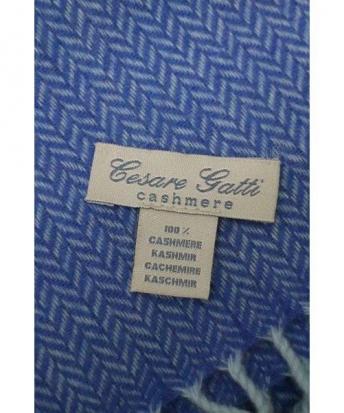 Cesare Gatti
cashmere
100 %
CASHMERE
KASHMIR
CACHEMIRE
KASCHMIR